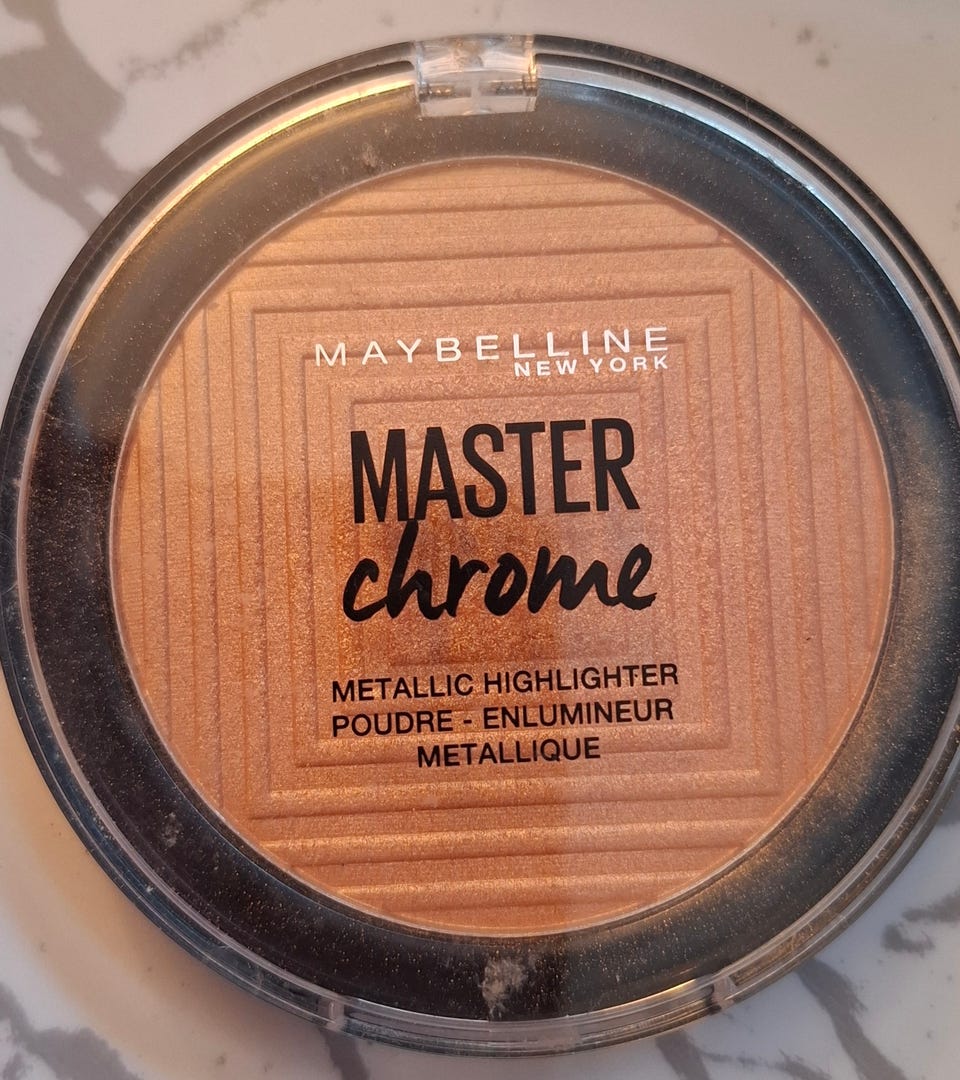 MAYBELLINE
NEW YORK
MASTER
chrome
METALLIC HIGHLIGHTER
POUDRE - ENLUMINEUR
METALLIQUE